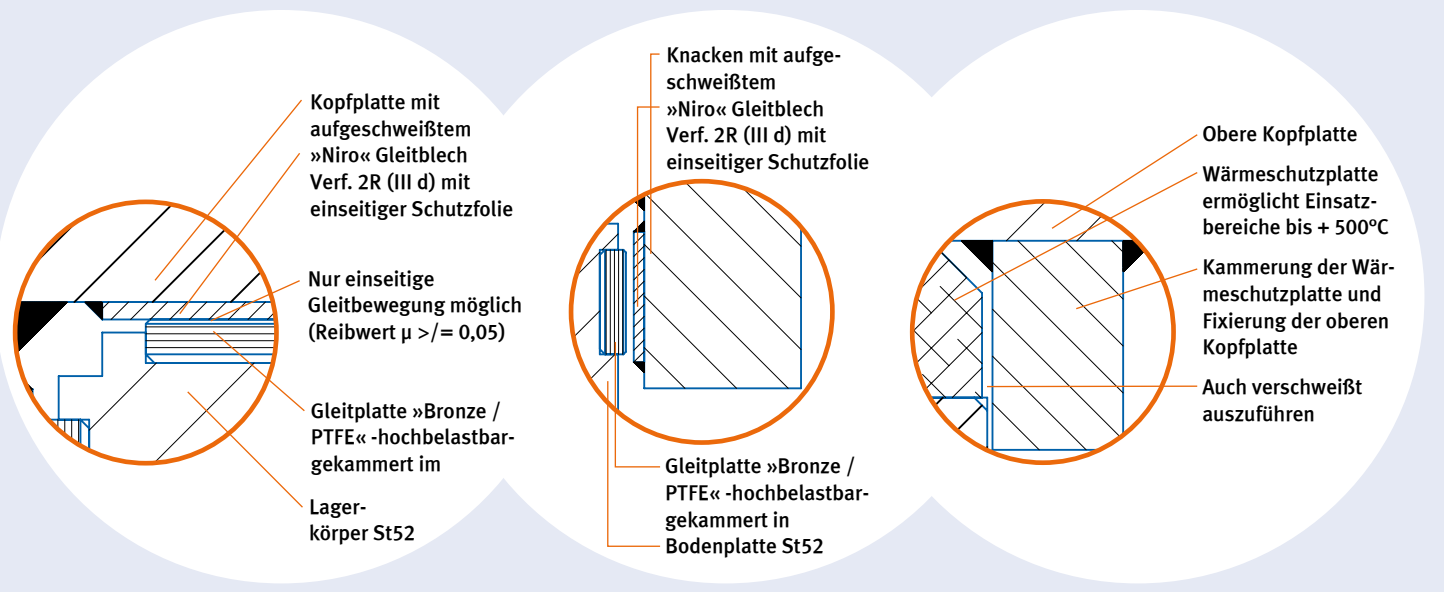 Kopfplatte mit
aufgeschweißtem
»Niro« Gleitblech
Verf. 2R (III d) mit
einseitiger Schutzfolie
Nur einseitige
Gleitbewegung möglich
(Reibwert µ >/= 0,05)
Gleitplatte »Bronze /
PTFE« -hochbelastbar-
gekammert im
Lager-
körper St52
Knacken mit aufge-
schweißtem
»Niro« Gleitblech
Verf. 2R (III d) mit
einseitiger Schutzfolie
Gleitplatte »Bronze /
PTFE« -hochbelastbar-
gekammert in
Bodenplatte St52
Obere Kopfplatte
Wärmeschutzplatte
ermöglicht Einsatz-
bereiche bis + 500°C
Kammerung der Wär-
meschutzplatte und
Fixierung der oberen
Kopfplatte
Auch verschweißt
auszuführen